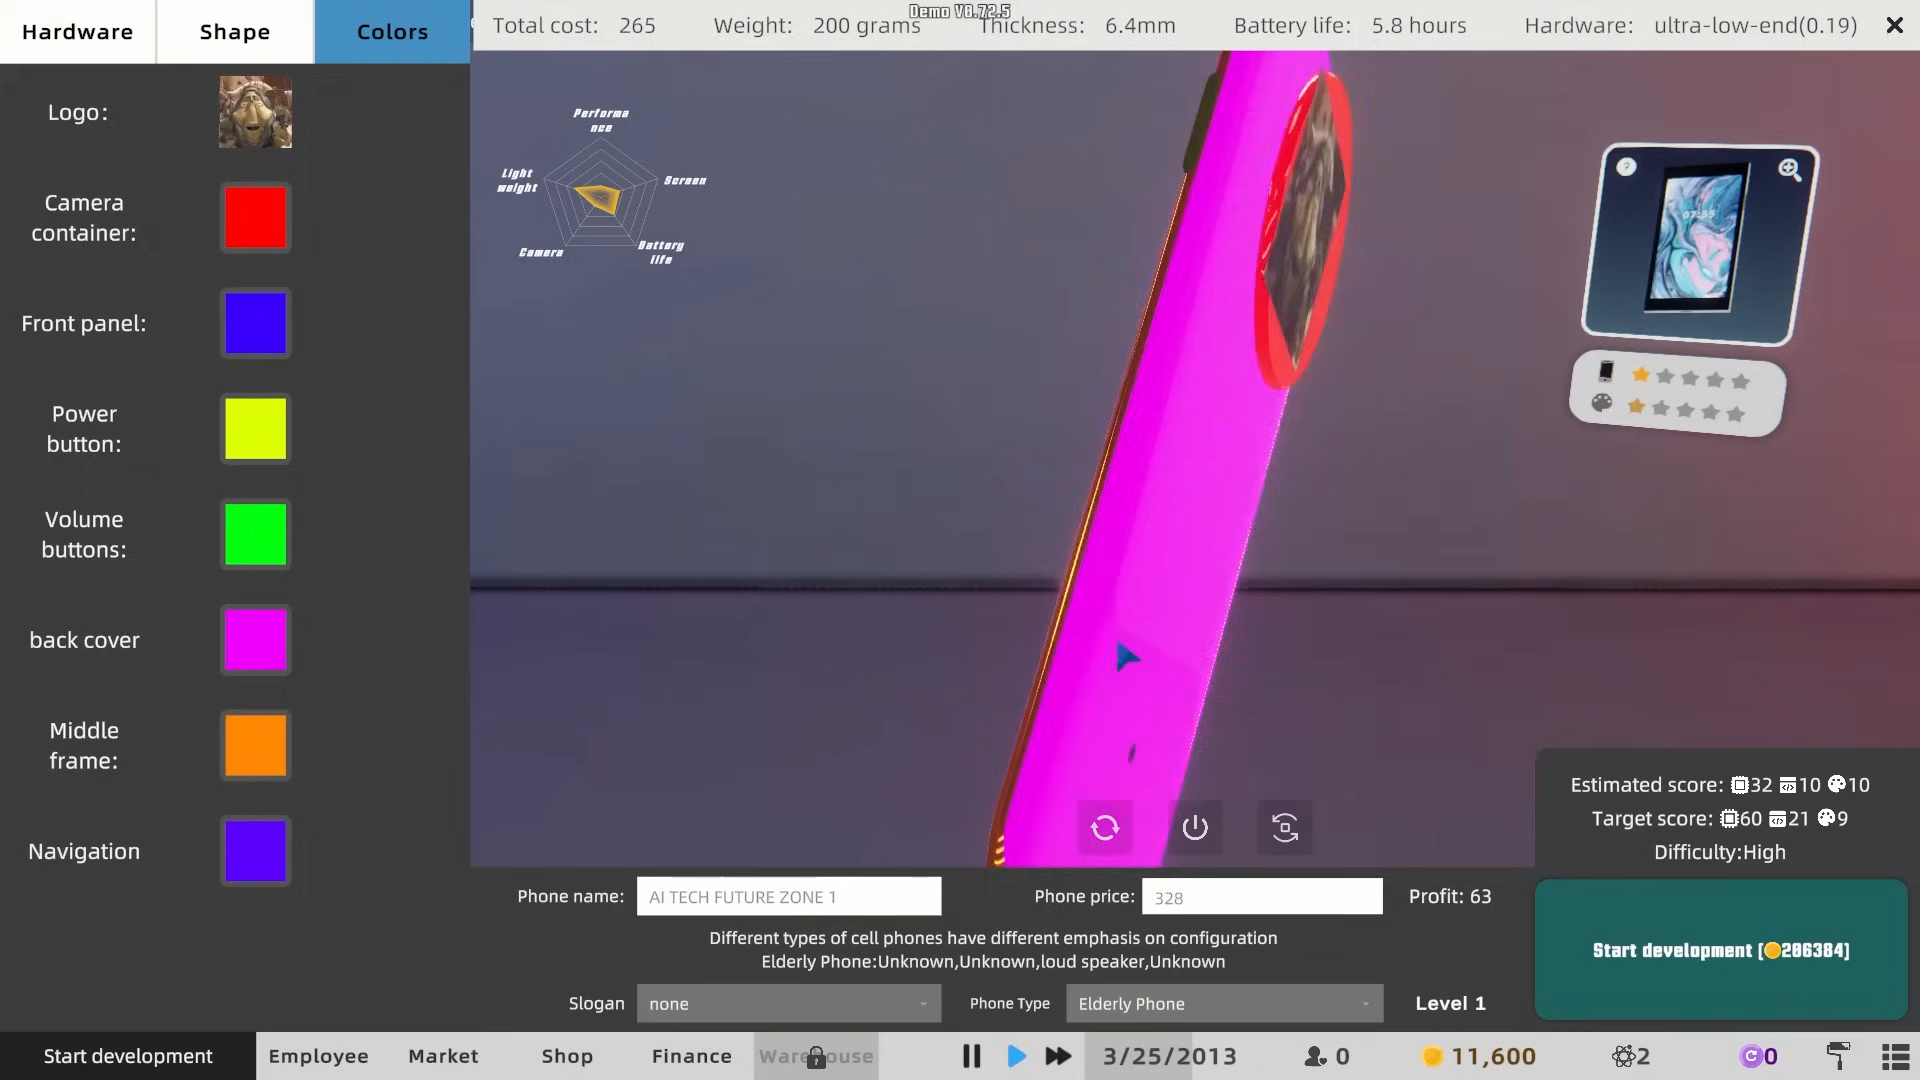 Demo V0.72.5
Hardware
Shape
Colors
Total cost: 265
Weight: 200 grams
Thickness: 6.4mm
Battery life: 5.8 hours
Hardware: ultra-low-end(0.19)
Logo:
Camera
container:
Front panel:
Power
button:
Volume
buttons:
back cover
Middle
frame:
Navigation
Performa
nce
Light
weight
Screen
Camera
Battery
life
?
07:35
Estimated score: 32 10 10
Target score: 60 21 9
Difficulty:High
Phone name: AI TECH FUTURE ZONE 1
Phone price: 328
Profit: 63
Different types of cell phones have different emphasis on configuration
Elderly Phone:Unknown,Unknown,loud speaker,Unknown
Slogan none
Phone Type Elderly Phone
Level 1
Start development [206384]
Start development
Employee
Market
Shop
Finance
Warehouse
3/25/2013
0
11,600
2
0